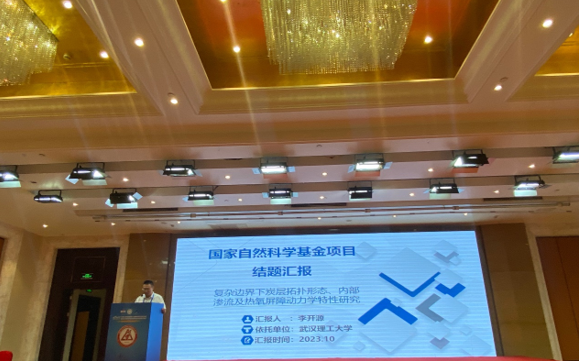 国家自然科学基金项目
结题汇报
复杂边界下炭层拓扑形态、内部
渗流及热氧屏障动力学特性研究
汇报人：李开源
依托单位：武汉理工大学
汇报时间：2023.10